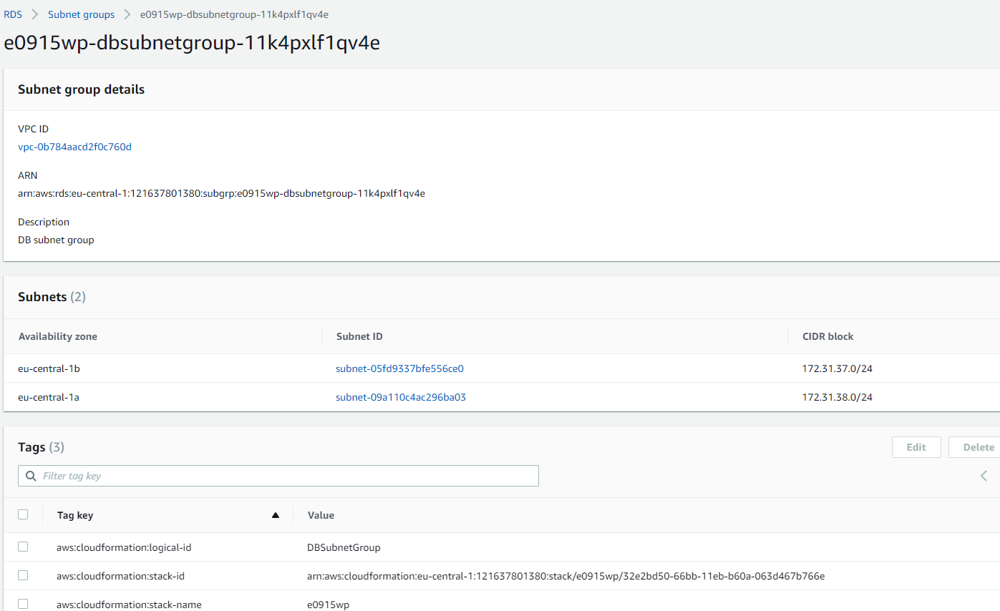 RDS > Subnet groups > e0915wp-dbsubnetgroup-11k4pxlf1qv4e
e0915wp-dbsubnetgroup-11k4pxlf1qv4e
Subnet group details
VPC ID
vpc-0b784aacd2f0c760d
ARN
arn:aws:rds:eu-central-1:121637801380:subgrp:e0915wp-dbsubnetgroup-11k4pxlf1qv4e
Description
DB subnet group
Subnets (2)
Availability zone Subnet ID CIDR block
eu-central-1b subnet-05fd9337bfe556ce0 172.31.37.0/24
eu-central-1a subnet-09a110c4ac296ba03 172.31.38.0/24
Tags (3) Edit Delete
Filter tag key
Tag key Value
aws:cloudformation:logical-id DBSubnetGroup
aws:cloudformation:stack-id arn:aws:cloudformation:eu-central-1:121637801380:stack/e0915wp/32e2bd50-66bb-11eb-b60a-063d467b766e
aws:cloudformation:stack-name e0915wp